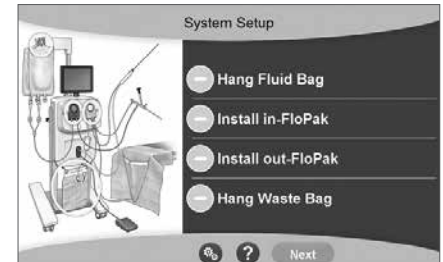 System Setup
Hang Fluid Bag
Install in-FloPak
Install out-FloPak
Hang Waste Bag
?
Next